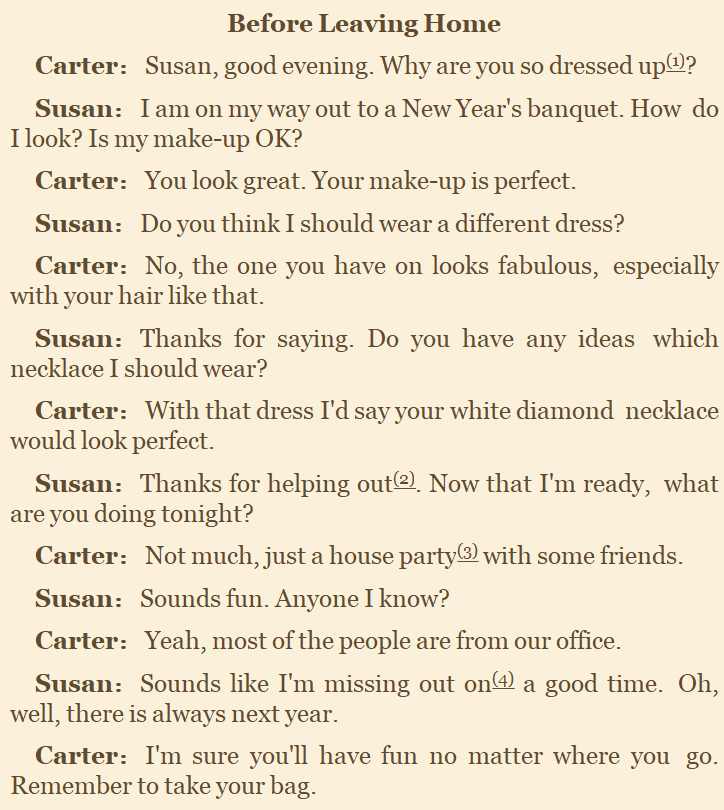 Before Leaving Home
Carter： Susan, good evening. Why are you so dressed up(1)?
Susan： I am on my way out to a New Year's banquet. How do
I look? Is my make-up OK?
Carter： You look great. Your make-up is perfect.
Susan： Do you think I should wear a different dress?
Carter： No, the one you have on looks fabulous, especially
with your hair like that.
Susan： Thanks for saying. Do you have any ideas which
necklace I should wear?
Carter： With that dress I'd say your white diamond necklace
would look perfect.
Susan： Thanks for helping out(2). Now that I'm ready, what
are you doing tonight?
Carter： Not much, just a house party(3) with some friends.
Susan： Sounds fun. Anyone I know?
Carter： Yeah, most of the people are from our office.
Susan： Sounds like I'm missing out on(4) a good time. Oh,
well, there is always next year.
Carter： I'm sure you'll have fun no matter where you go.
Remember to take your bag.